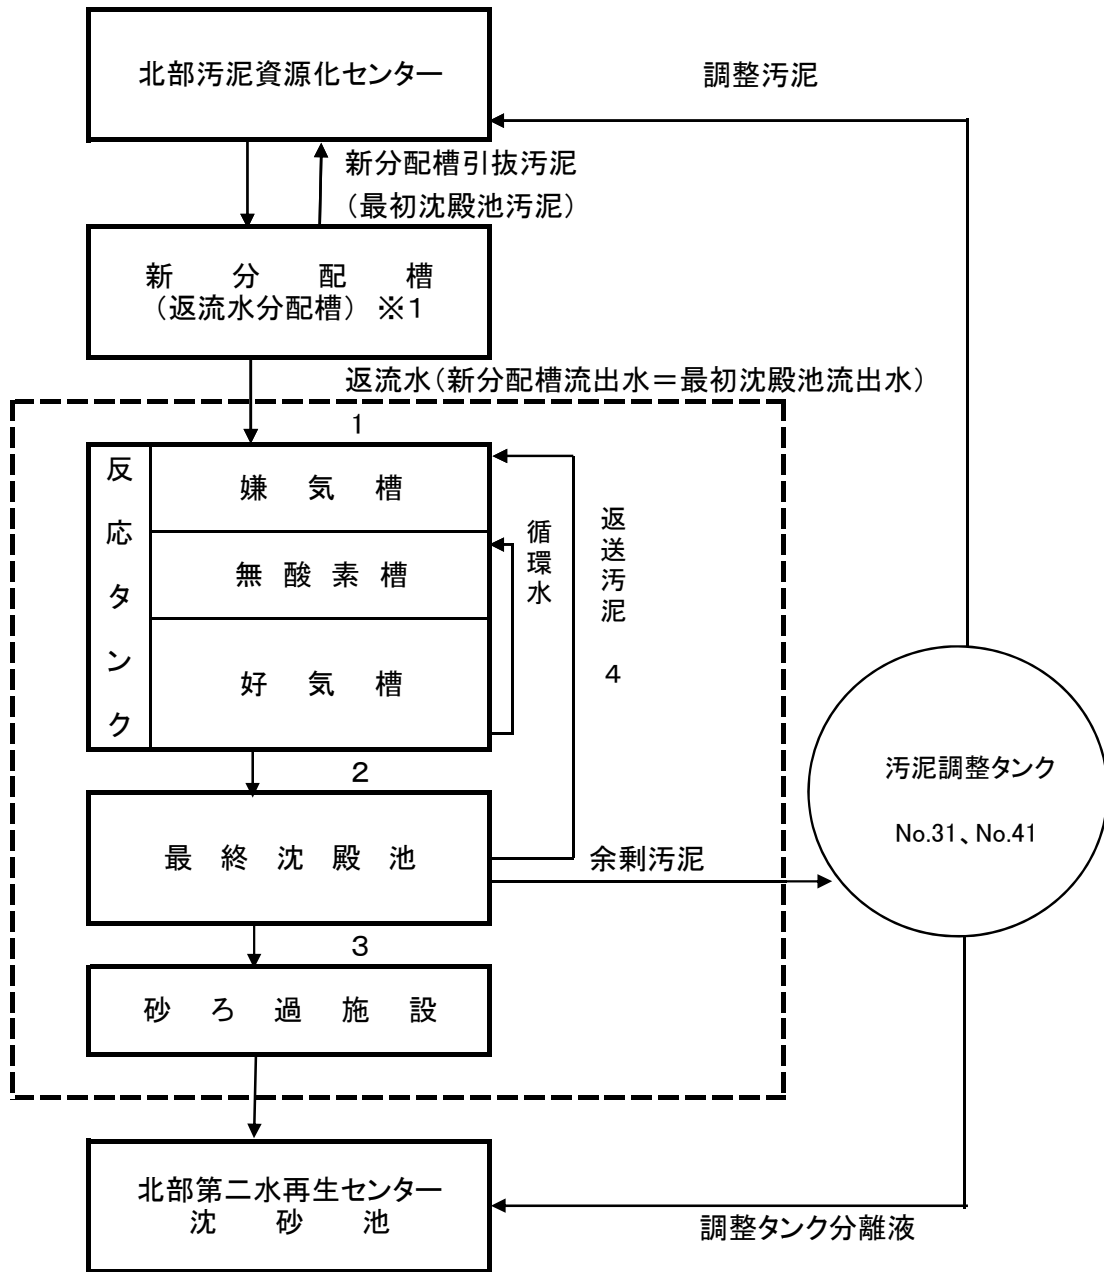 北部汚泥資源化センター
調整汚泥
新分配槽引抜汚泥
（最初沈殿池汚泥）
新分配槽
（返流水分配槽）※1
返流水（新分配槽流出水＝最初沈殿池流出水）
1
反応タンク
嫌気槽
無酸素槽
好気槽
循環水
返送汚泥 4
2
最終沈殿池
余剰汚泥
汚泥調整タンク
No.31、No.41
3
砂ろ過施設
北部第二水再生センター
沈砂池
調整タンク分離液